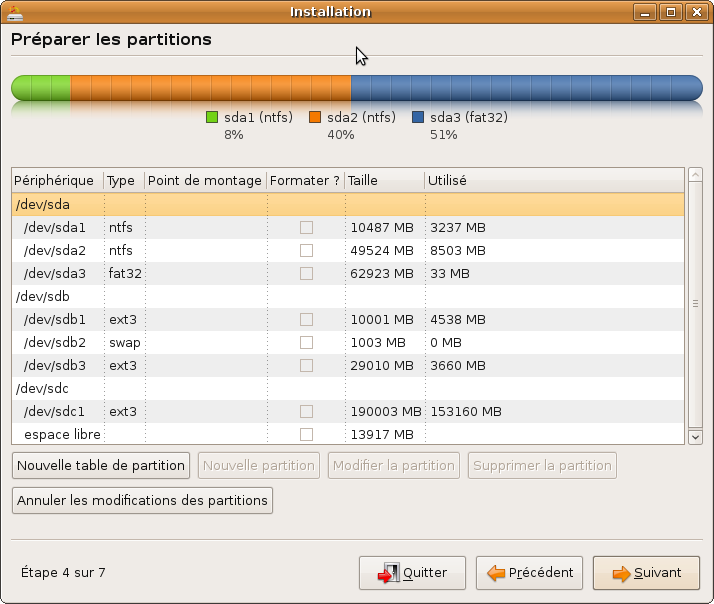 Installation
Préparer les partitions
sda1 (ntfs) sda2 (ntfs) sda3 (fat32)
8% 40% 51%
Périphérique Type Point de montage Formater ? Taille Utilisé
/dev/sda
/dev/sda1 ntfs 10487 MB 3237 MB
/dev/sda2 ntfs 49524 MB 8503 MB
/dev/sda3 fat32 62923 MB 33 MB
/dev/sdb
/dev/sdb1 ext3 10001 MB 4538 MB
/dev/sdb2 swap 1003 MB 0 MB
/dev/sdb3 ext3 29010 MB 3660 MB
/dev/sdc
/dev/sdc1 ext3 190003 MB 153160 MB
espace libre 13917 MB
Nouvelle table de partition Nouvelle partition Modifier la partition Supprimer la partition
Annuler les modifications des partitions
Étape 4 sur 7 Quitter Précédent Suivant